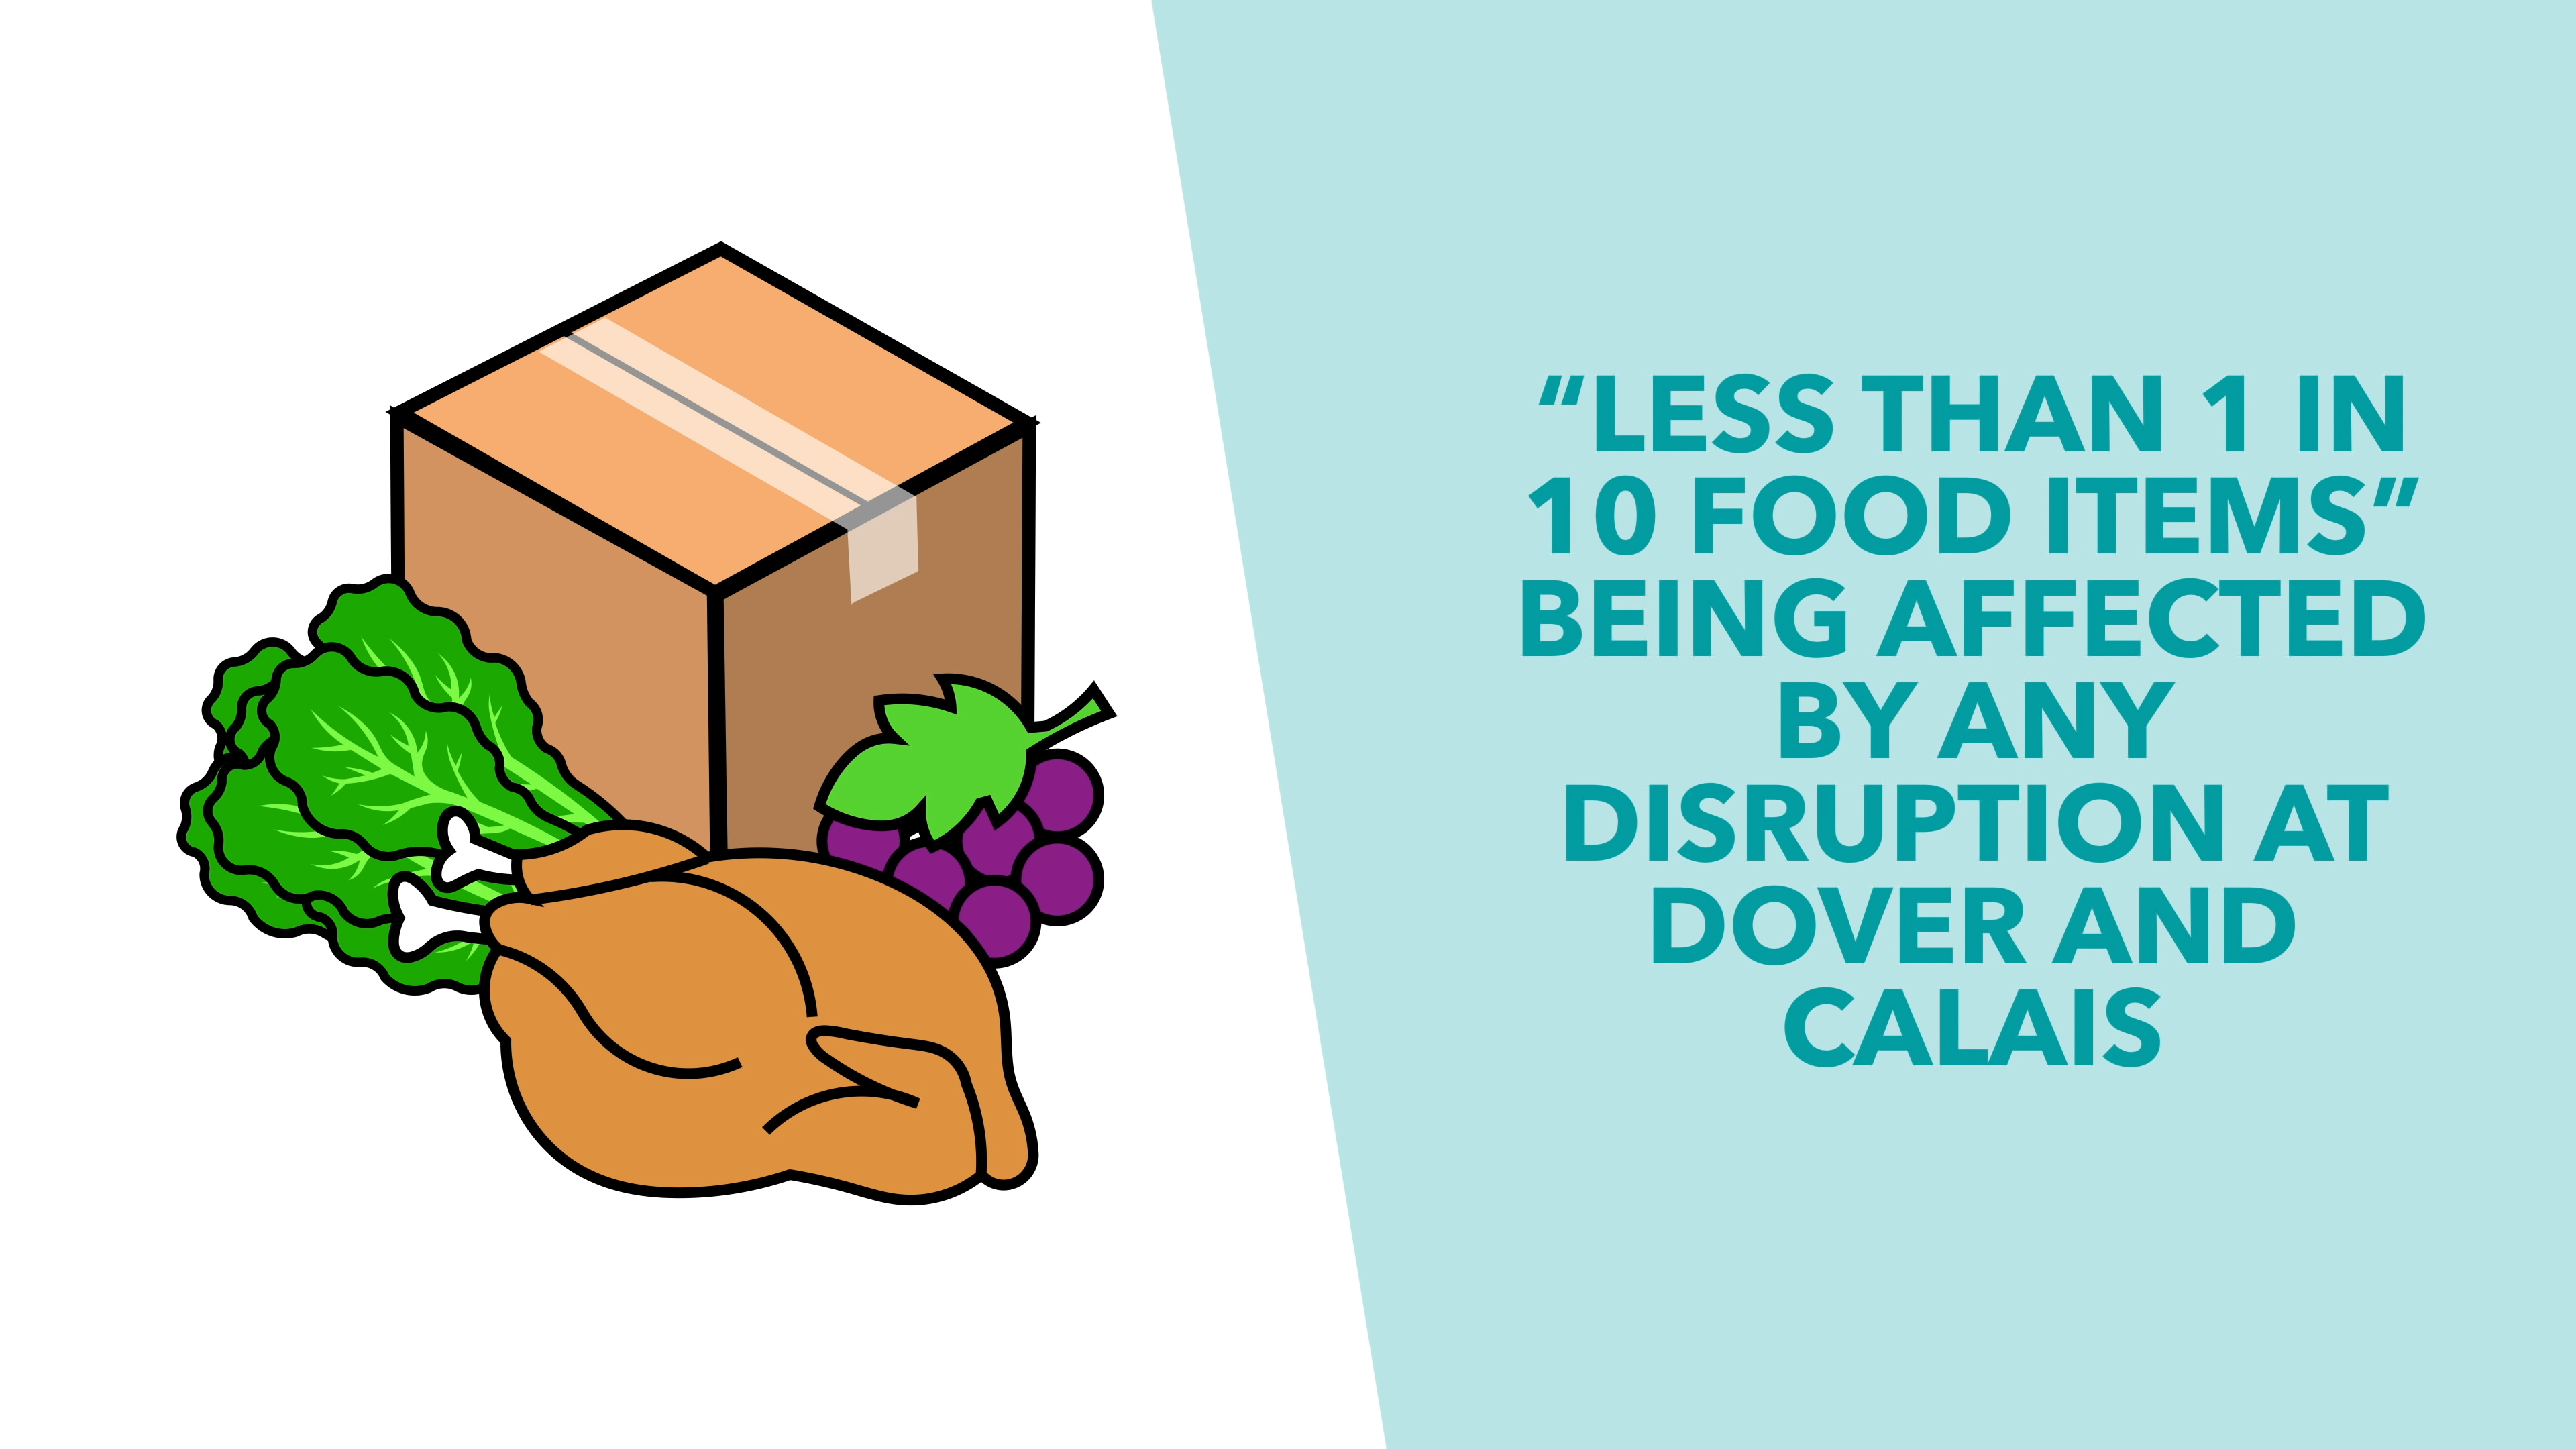 “LESS THAN 1 IN
10 FOOD ITEMS”
BEING AFFECTED
BY ANY
DISRUPTION AT
DOVER AND
CALAIS